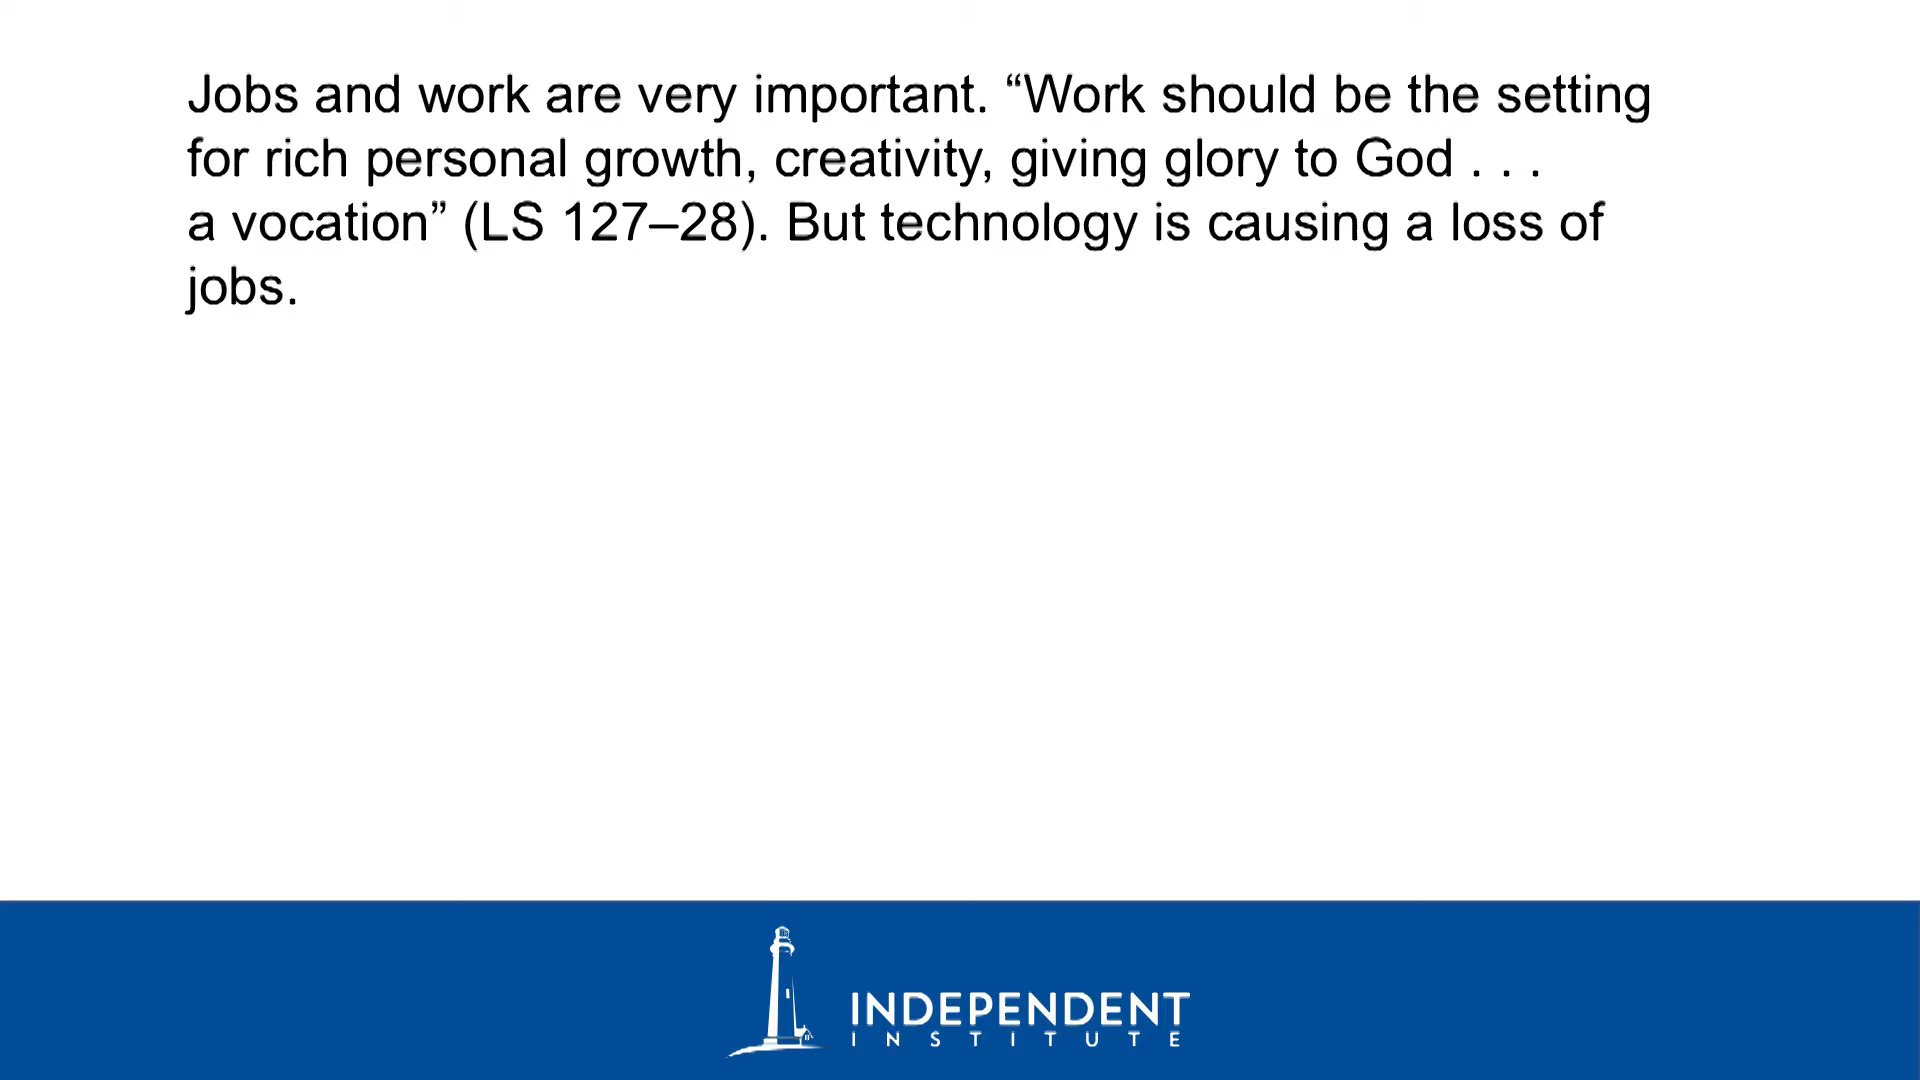 Jobs and work are very important. “Work should be the setting
for rich personal growth, creativity, giving glory to God . . .
a vocation” (LS 127–28). But technology is causing a loss of
jobs.
INDEPENDENT
INSTITUTE